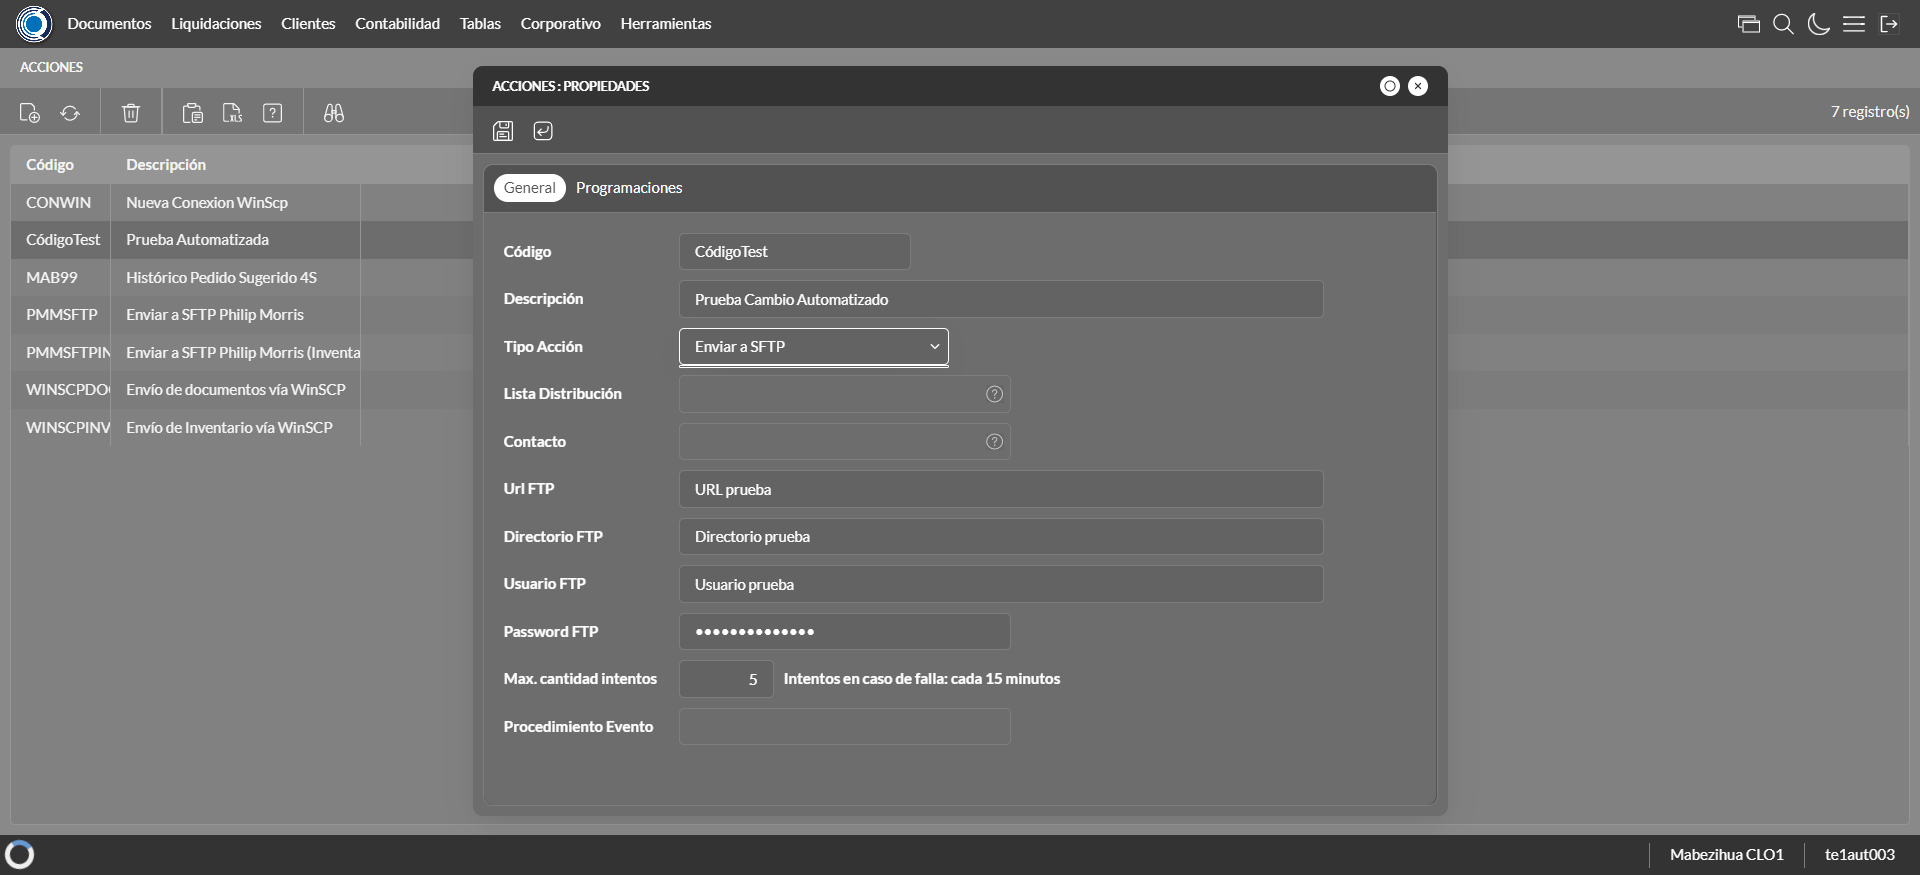 Documentos Liquidaciones Clientes Contabilidad Tablas Corporativo Herramientas
ACCIONES
7 registro(s)
Código Descripción
CONWIN Nueva Conexion WinScp
CódigoTest Prueba Automatizada
MAB99 Histórico Pedido Sugerido 4S
PMMSFTP Enviar a SFTP Philip Morris
PMMSFTPIN Enviar a SFTP Philip Morris (Inventa
WINSCPDO Envío de documentos vía WinSCP
WINSCPINV Envío de Inventario vía WinSCP
ACCIONES : PROPIEDADES
General Programaciones
Código CódigoTest
Descripción Prueba Cambio Automatizado
Tipo Acción Enviar a SFTP
Lista Distribución
Contacto
Url FTP URL prueba
Directorio FTP Directorio prueba
Usuario FTP Usuario prueba
Password FTP ••••••••••••••
Max. cantidad intentos 5 Intentos en caso de falla: cada 15 minutos
Procedimiento Evento
Mabezihua CLO1 te1aut003